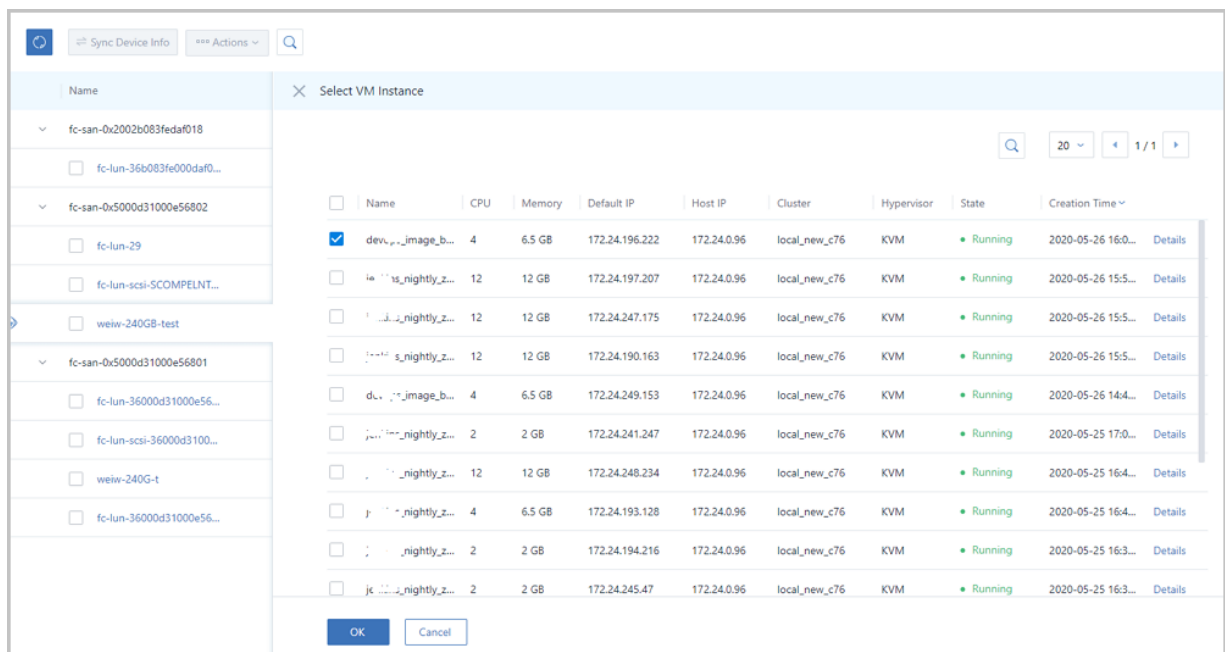 Sync Device Info Actions
Name
fc-san-0x2002b083fedaf018
fc-lun-36b083fe000daf0...
fc-san-0x5000d31000e56802
fc-lun-29
fc-lun-scsi-SCOMPELNT...
weiw-240GB-test
fc-san-0x5000d31000e56801
fc-lun-36000d31000e56...
fc-lun-scsi-36000d3100...
weiw-240G-t
fc-lun-36000d31000e56...
Select VM Instance
20 1 / 1
Name CPU Memory Default IP Host IP Cluster Hypervisor State Creation Time
4 6.5 GB 172.24.196.222 172.24.0.96 local_new_c76 KVM Running 2020-05-26 16:0... Details
12 12 GB 172.24.197.207 172.24.0.96 local_new_c76 KVM Running 2020-05-26 15:5... Details
12 12 GB 172.24.247.175 172.24.0.96 local_new_c76 KVM Running 2020-05-26 15:5... Details
12 12 GB 172.24.190.163 172.24.0.96 local_new_c76 KVM Running 2020-05-26 15:5... Details
4 6.5 GB 172.24.249.153 172.24.0.96 local_new_c76 KVM Running 2020-05-26 14:4... Details
2 2 GB 172.24.241.247 172.24.0.96 local_new_c76 KVM Running 2020-05-25 17:0... Details
12 12 GB 172.24.248.234 172.24.0.96 local_new_c76 KVM Running 2020-05-25 16:4... Details
4 6.5 GB 172.24.193.128 172.24.0.96 local_new_c76 KVM Running 2020-05-25 16:4... Details
2 2 GB 172.24.194.216 172.24.0.96 local_new_c76 KVM Running 2020-05-25 16:3... Details
2 2 GB 172.24.245.47 172.24.0.96 local_new_c76 KVM Running 2020-05-25 16:3... Details
OK Cancel